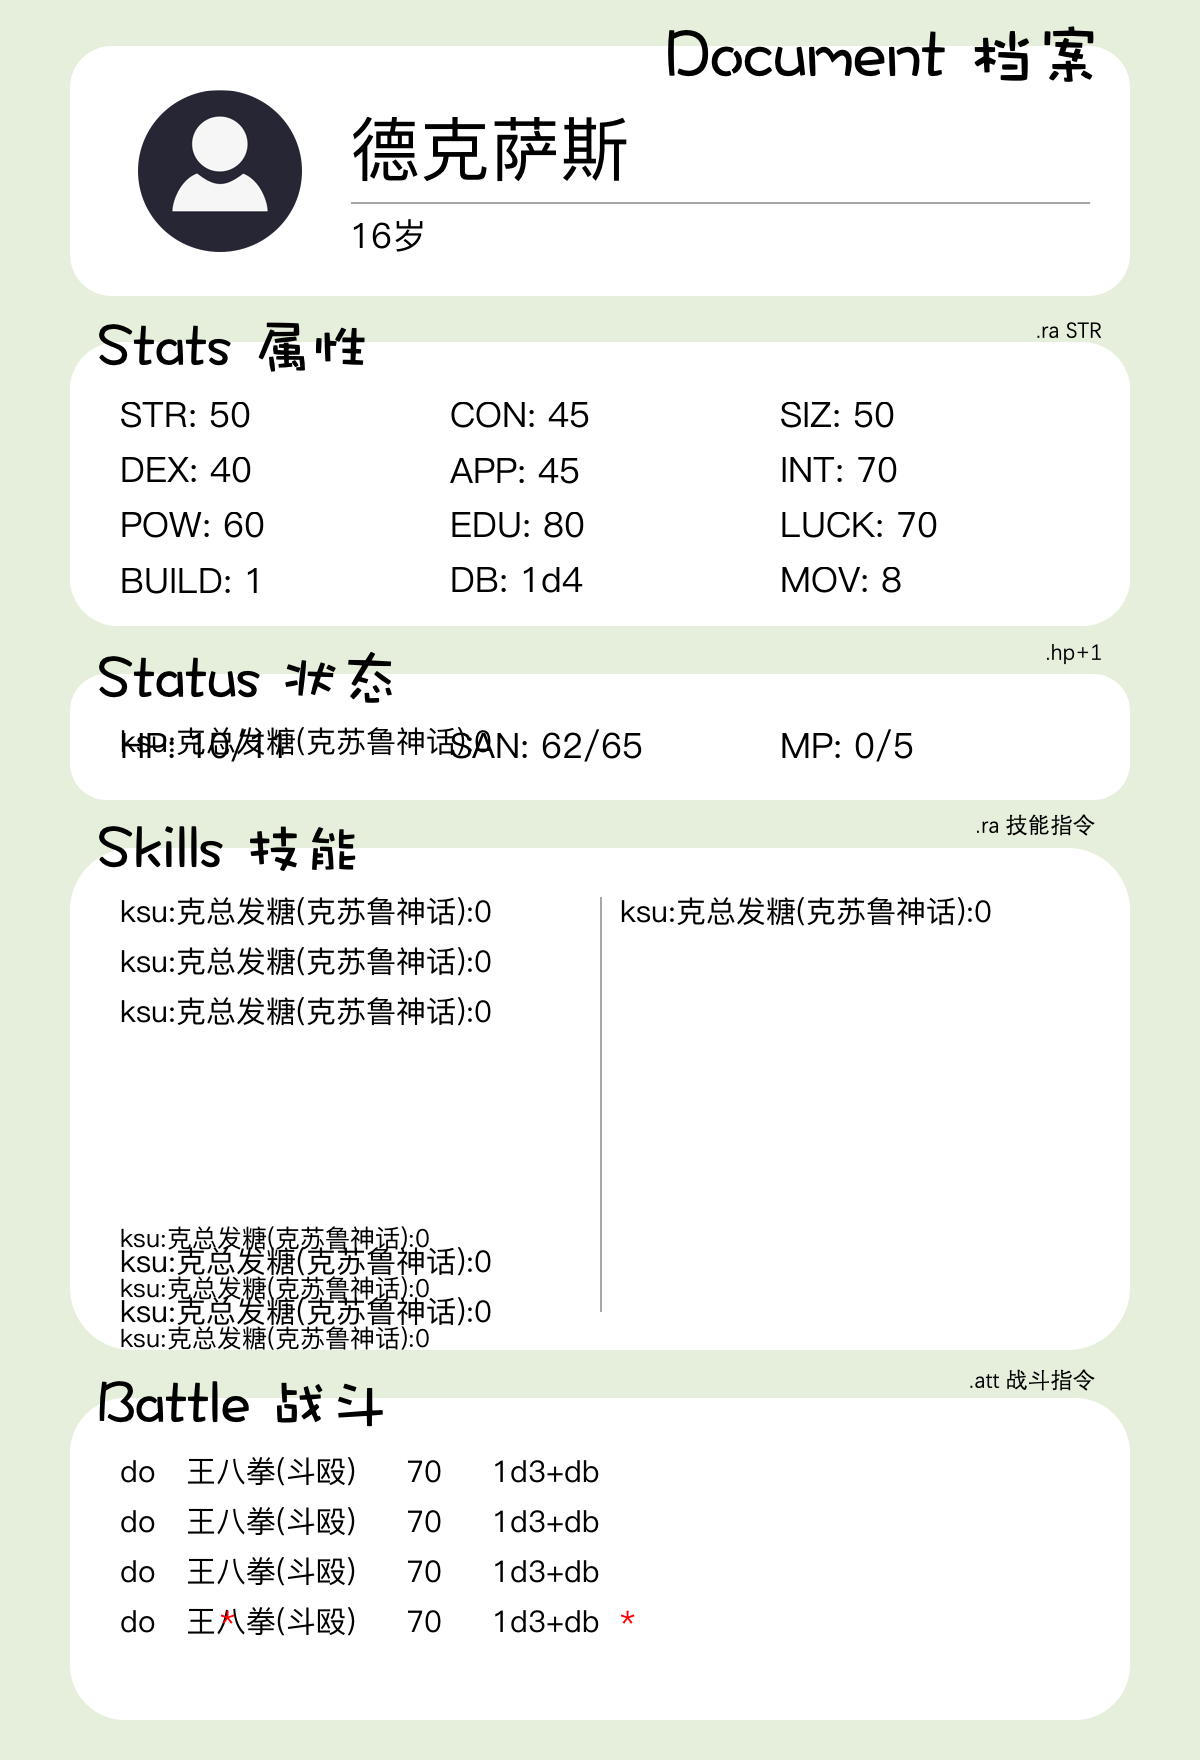 Document 档案
德克萨斯
16岁
Stats 属性
.ra STR
STR: 50 CON: 45 SIZ: 50
DEX: 40 APP: 45 INT: 70
POW: 60 EDU: 80 LUCK: 70
BUILD: 1 DB: 1d4 MOV: 8
Status 状态
.hp+1
ksu:克总发糖(克苏鲁神话):0
HP: 10/11 SAN: 62/65 MP: 0/5
Skills 技能
.ra 技能指令
ksu:克总发糖(克苏鲁神话):0 ksu:克总发糖(克苏鲁神话):0
ksu:克总发糖(克苏鲁神话):0
ksu:克总发糖(克苏鲁神话):0
ksu:克总发糖(克苏鲁神话):0
ksu:克总发糖(克苏鲁神话):0
ksu:克总发糖(克苏鲁神话):0
ksu:克总发糖(克苏鲁神话):0
ksu:克总发糖(克苏鲁神话):0
Battle 战斗
.att 战斗指令
do 王八拳(斗殴) 70 1d3+db
do 王八拳(斗殴) 70 1d3+db
do 王八拳(斗殴) 70 1d3+db
do 王八拳(斗殴) 70 1d3+db *
*